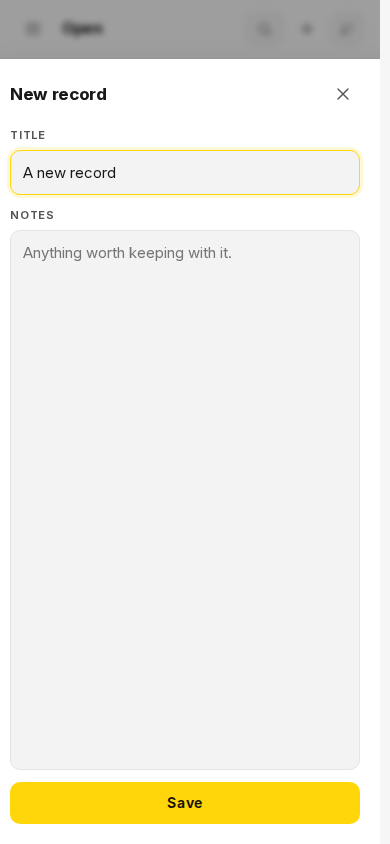 Open
New record
TITLE
A new record
NOTES
Anything worth keeping with it.
Save